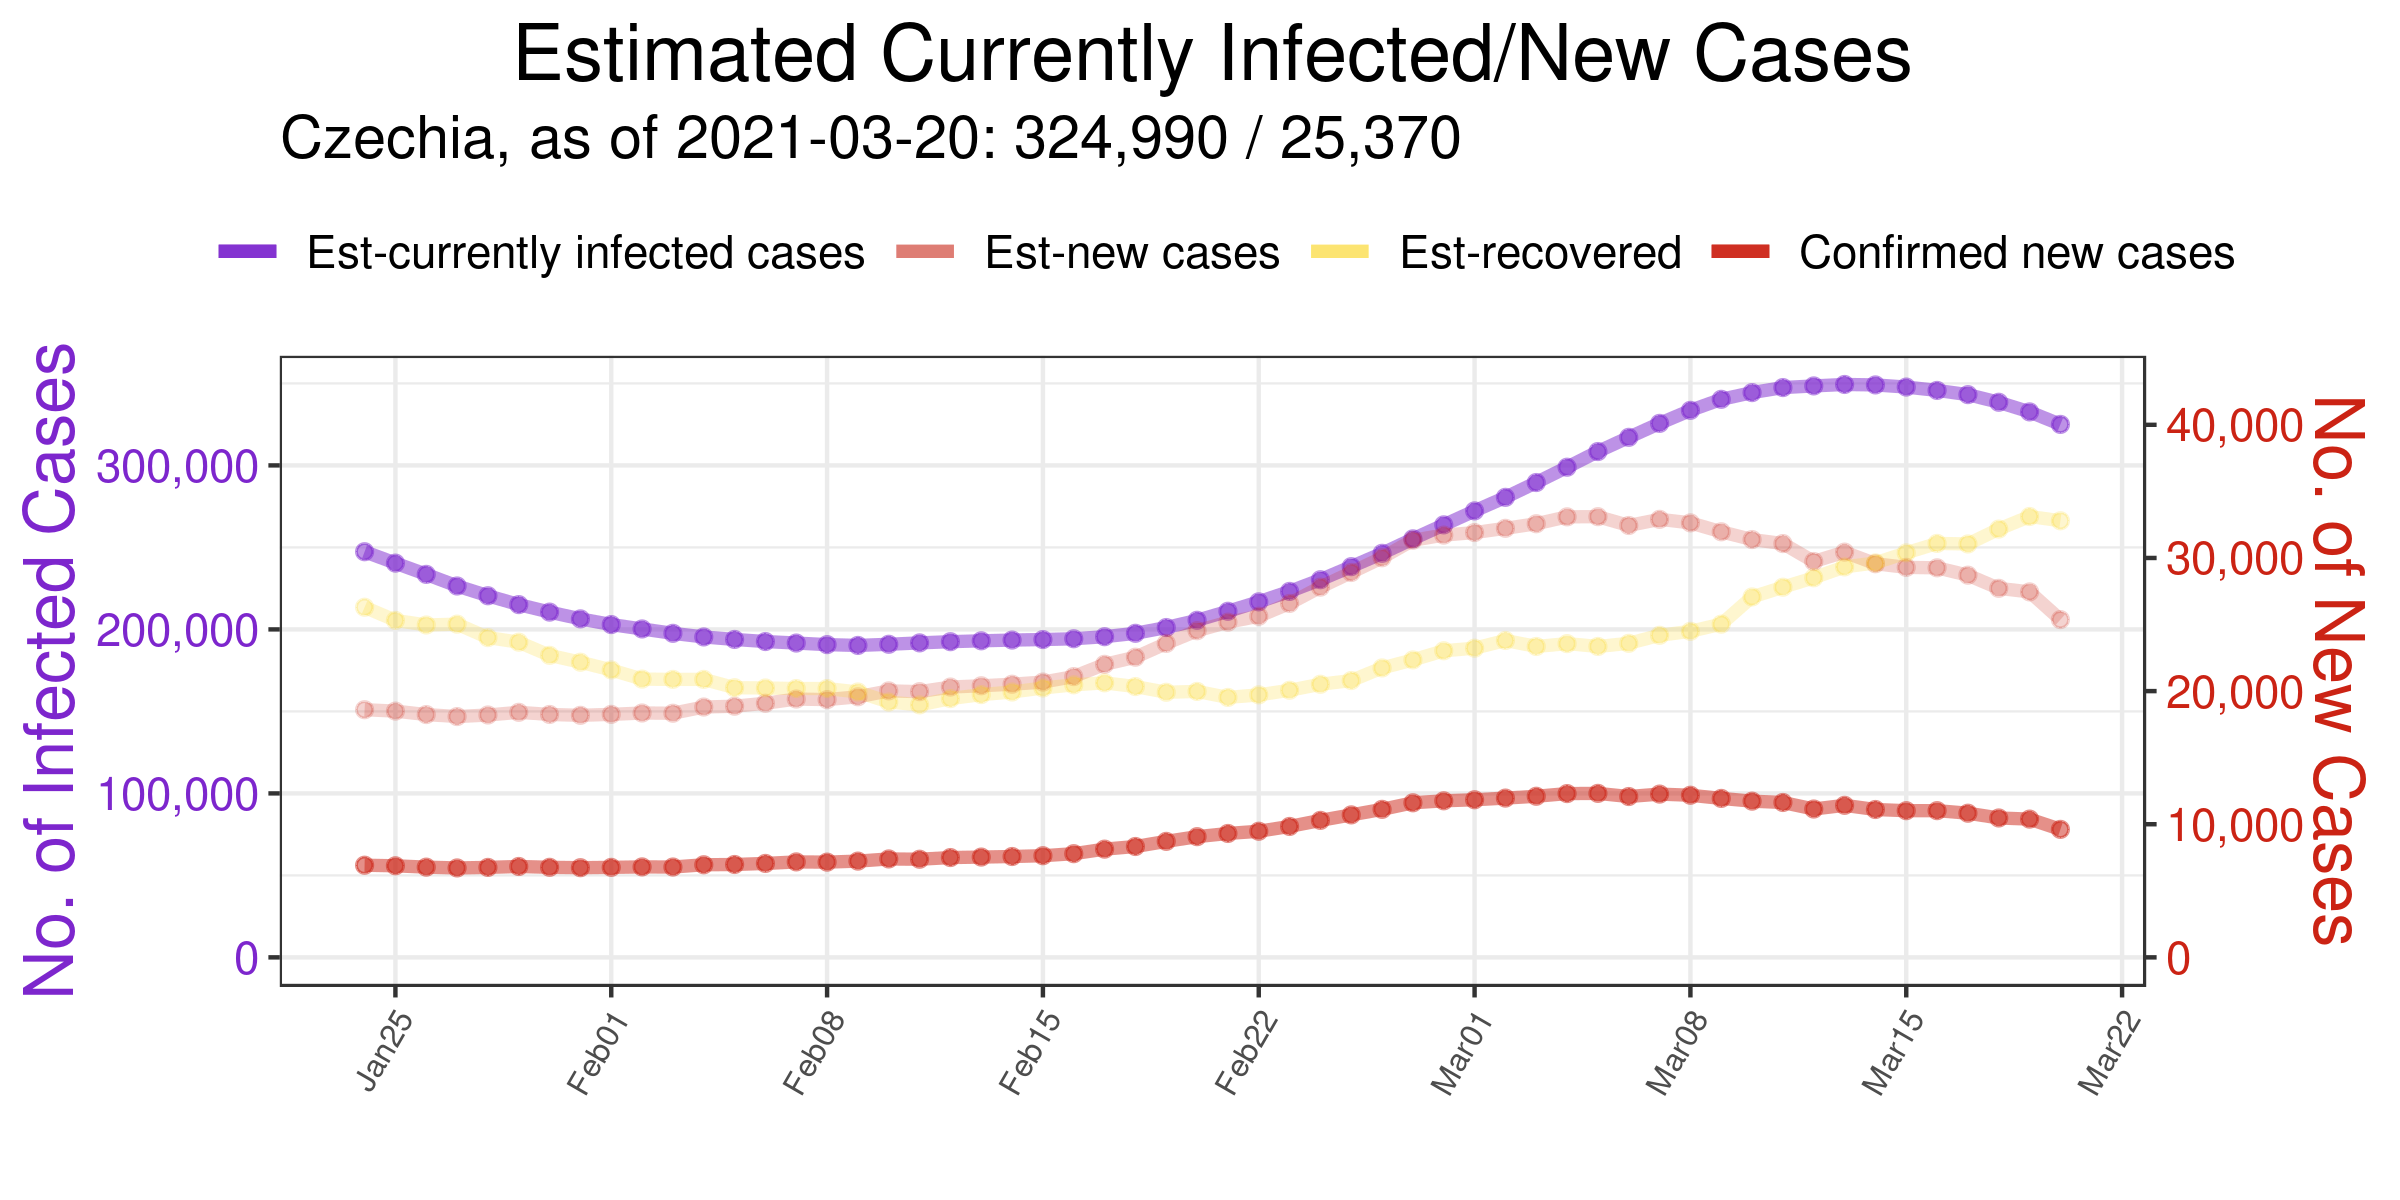 Estimated Currently Infected/New Cases
Czechia, as of 2021-03-20: 324,990 / 25,370
Est-currently infected cases Est-new cases Est-recovered Confirmed new cases
No. of Infected Cases
300,000
200,000
100,000
0
40,000
30,000
20,000
10,000
0
No. of New Cases
Jan25 Feb01 Feb08 Feb15 Feb22 Mar01 Mar08 Mar15 Mar22